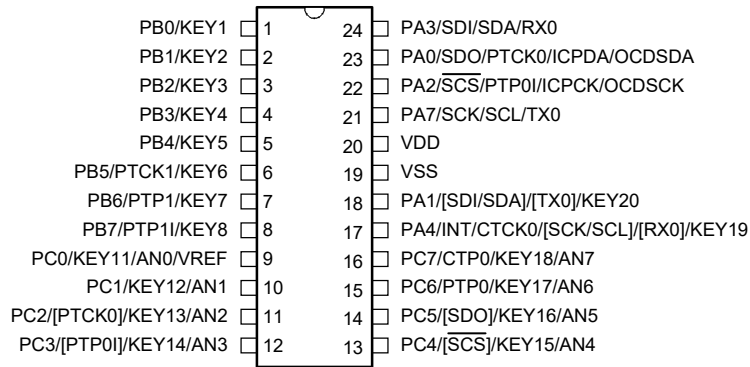 PB0/KEY1 1 24 PA3/SDI/SDA/RX0
PB1/KEY2 2 23 PA0/SDO/PTCK0/ICPDA/OCDSDA
PB2/KEY3 3 22 PA2/SCS/PTP0I/ICPCK/OCDSCK
PB3/KEY4 4 21 PA7/SCK/SCL/TX0
PB4/KEY5 5 20 VDD
PB5/PTCK1/KEY6 6 19 VSS
PB6/PTP1/KEY7 7 18 PA1/[SDI/SDA]/[TX0]/KEY20
PB7/PTP1I/KEY8 8 17 PA4/INT/CTCK0/[SCK/SCL]/[RX0]/KEY19
PC0/KEY11/AN0/VREF 9 16 PC7/CTP0/KEY18/AN7
PC1/KEY12/AN1 10 15 PC6/PTP0/KEY17/AN6
PC2/[PTCK0]/KEY13/AN2 11 14 PC5/[SDO]/KEY16/AN5
PC3/[PTP0I]/KEY14/AN3 12 13 PC4/[SCS]/KEY15/AN4